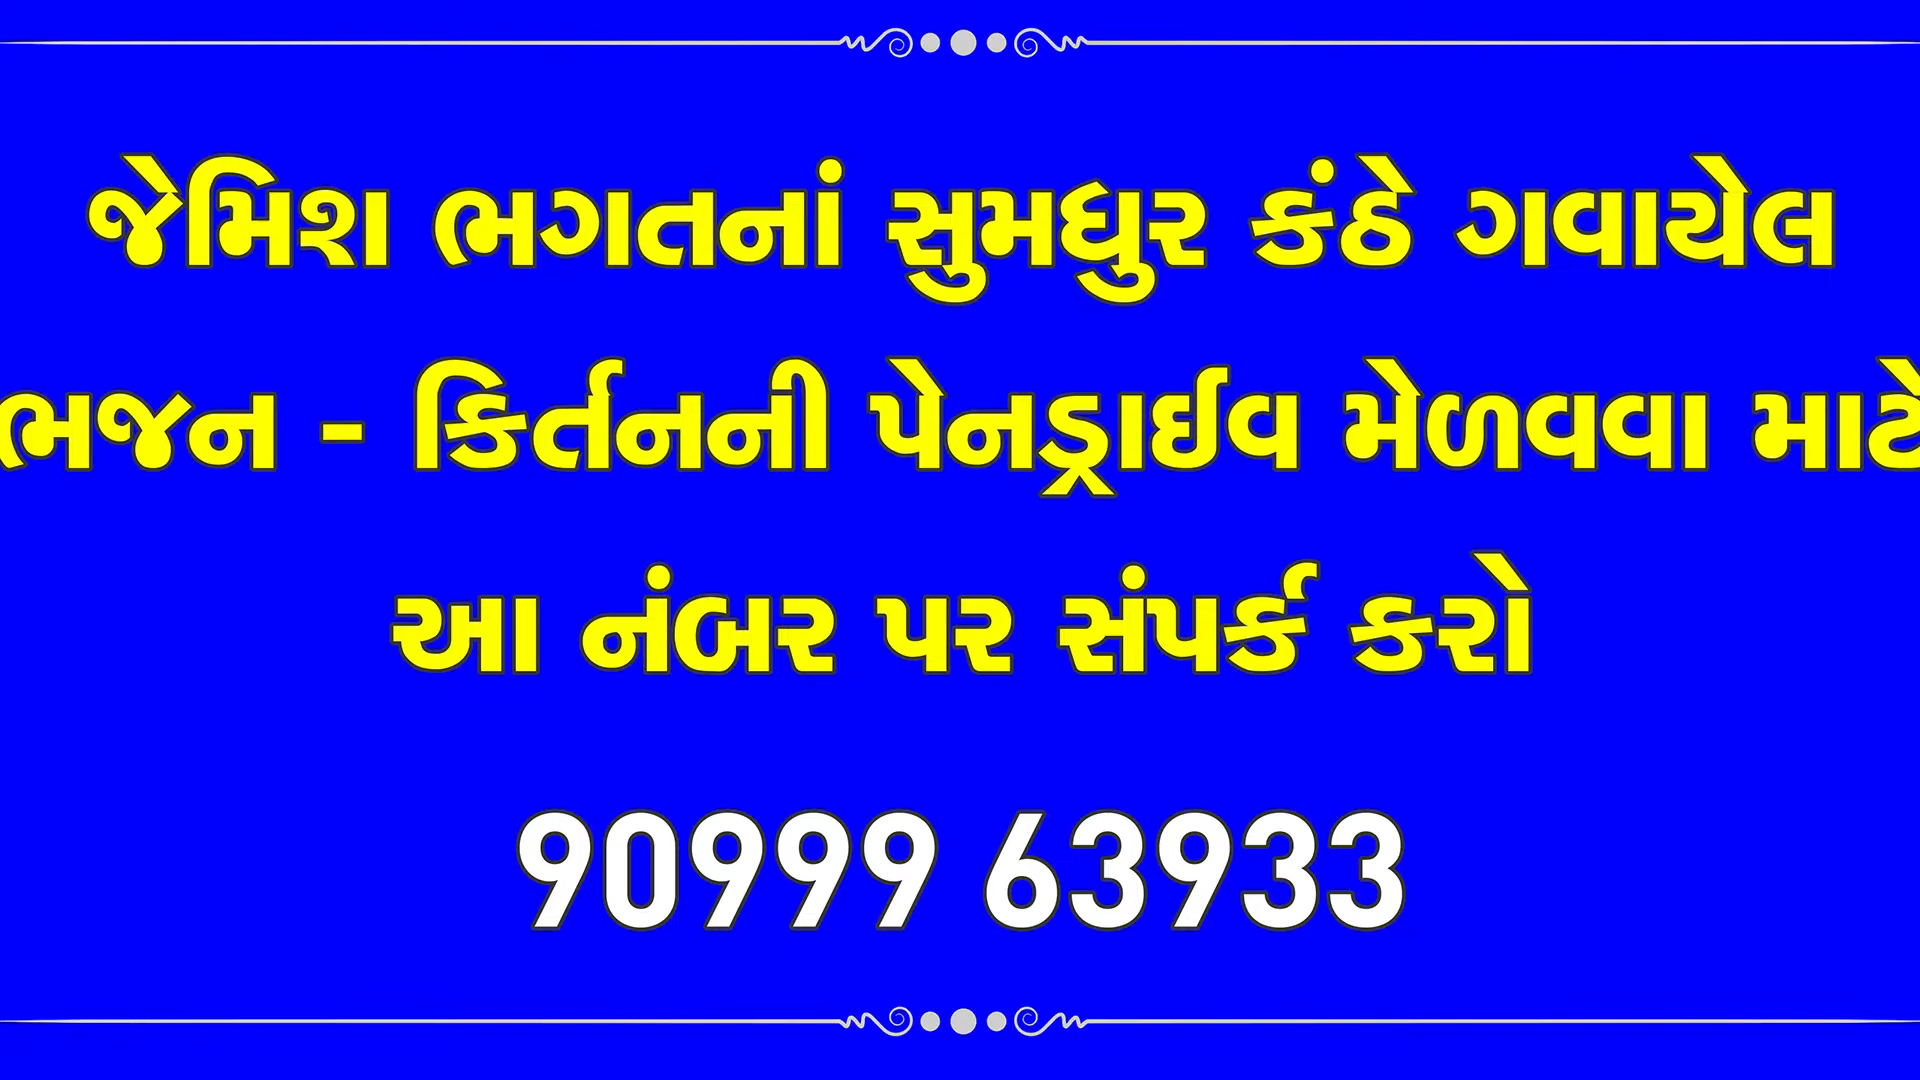 જેમિશ ભગતનાં સુમધુર કંઠે ગવાયેલ
ભજન - કિર્તનની પેનડ્રાઈવ મેળવવા માટે
આ નંબર પર સંપર્ક કરો
90999 63933